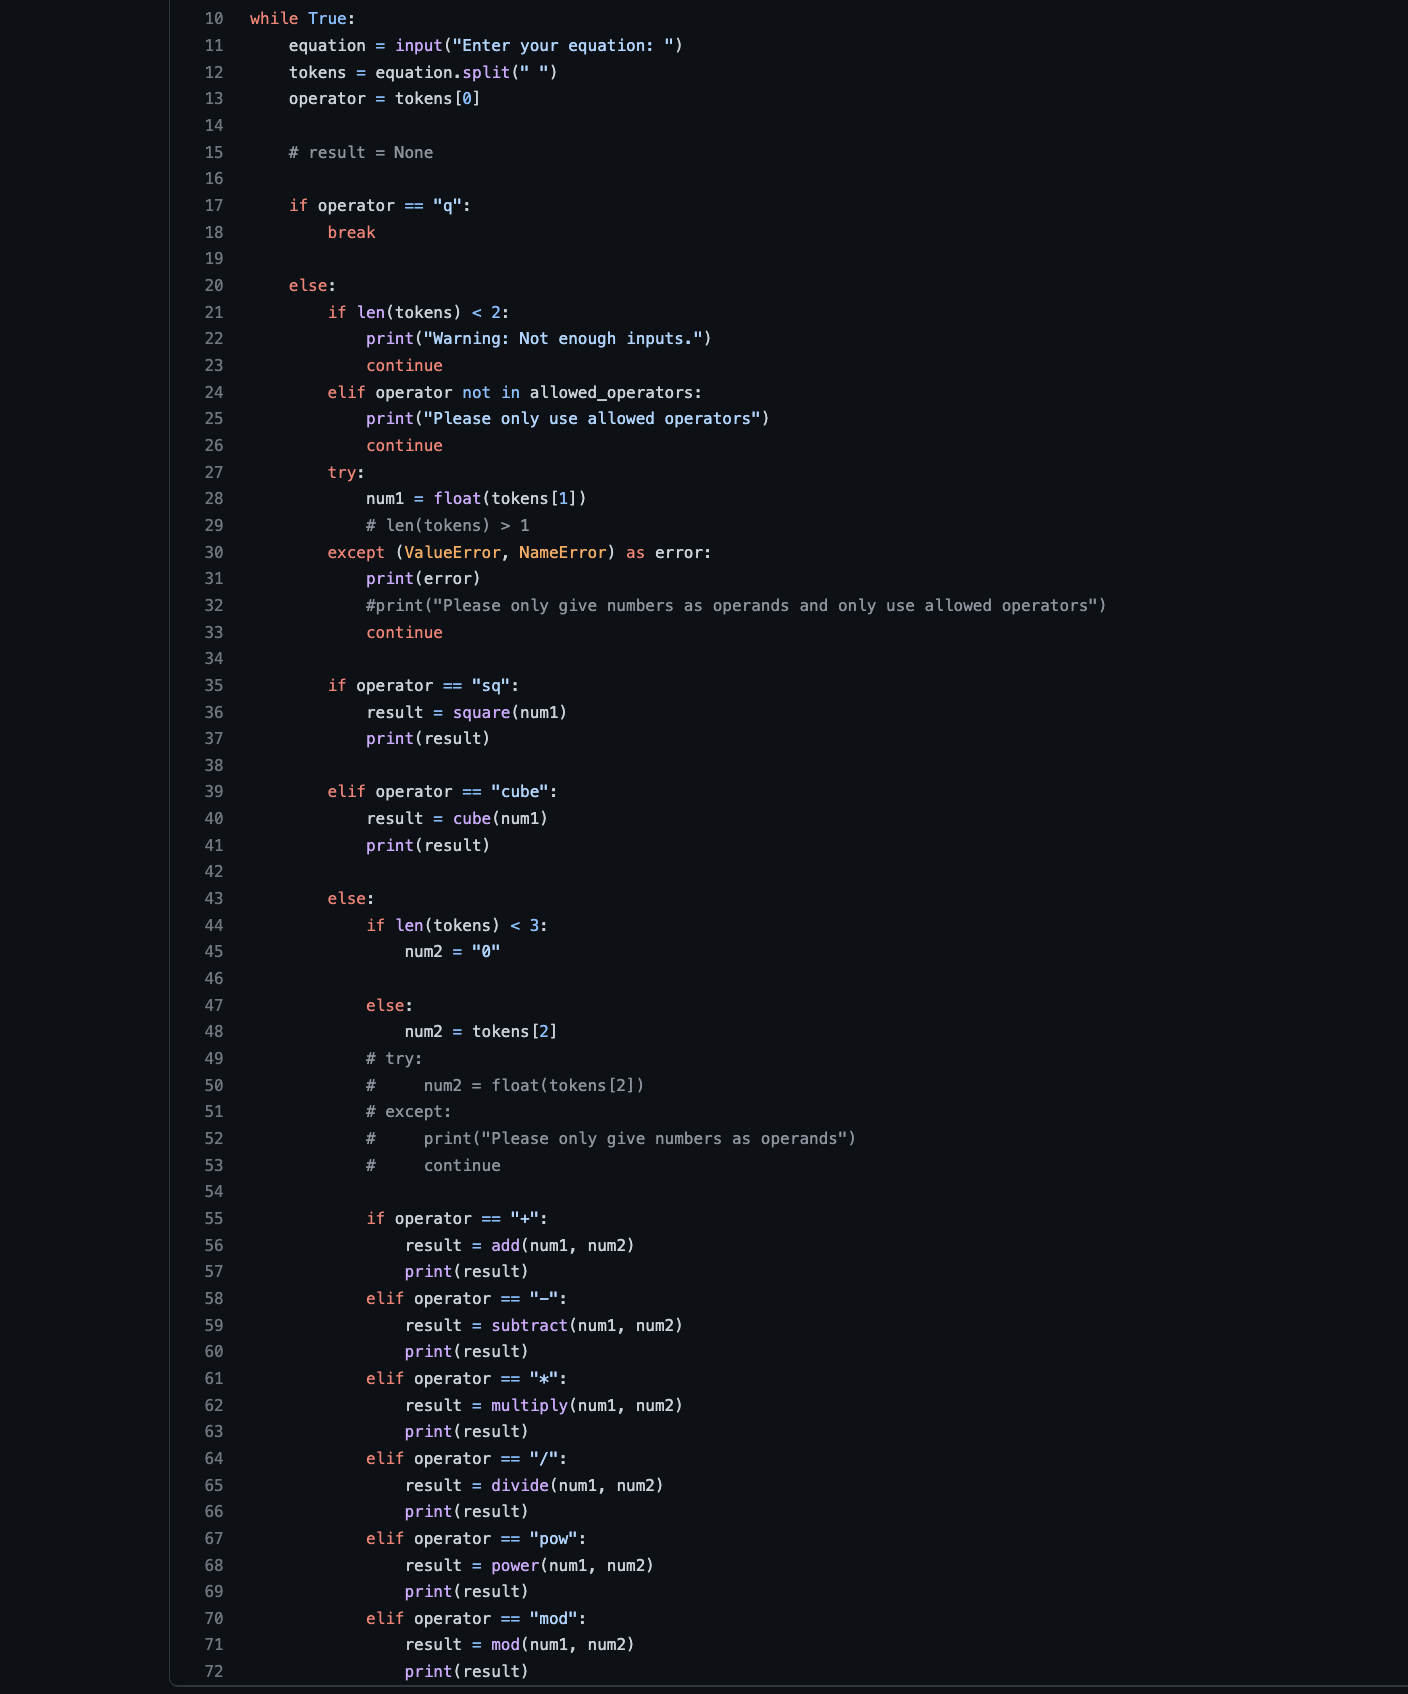 10 while True:
11     equation = input("Enter your equation: ")
12     tokens = equation.split(" ")
13     operator = tokens[0]
14
15     # result = None
16
17     if operator == "q":
18         break
19
20     else:
21         if len(tokens) < 2:
22             print("Warning: Not enough inputs.")
23             continue
24         elif operator not in allowed_operators:
25             print("Please only use allowed operators")
26             continue
27         try:
28             num1 = float(tokens[1])
29             # len(tokens) > 1
30         except (ValueError, NameError) as error:
31             print(error)
32             #print("Please only give numbers as operands and only use allowed operators")
33             continue
34
35         if operator == "sq":
36             result = square(num1)
37             print(result)
38
39         elif operator == "cube":
40             result = cube(num1)
41             print(result)
42
43         else:
44             if len(tokens) < 3:
45                 num2 = "0"
46
47             else:
48                 num2 = tokens[2]
49             # try:
50             #     num2 = float(tokens[2])
51             # except:
52             #     print("Please only give numbers as operands")
53             #     continue
54
55             if operator == "+":
56                 result = add(num1, num2)
57                 print(result)
58             elif operator == "-":
59                 result = subtract(num1, num2)
60                 print(result)
61             elif operator == "*":
62                 result = multiply(num1, num2)
63                 print(result)
64             elif operator == "/":
65                 result = divide(num1, num2)
66                 print(result)
67             elif operator == "pow":
68                 result = power(num1, num2)
69                 print(result)
70             elif operator == "mod":
71                 result = mod(num1, num2)
72                 print(result)